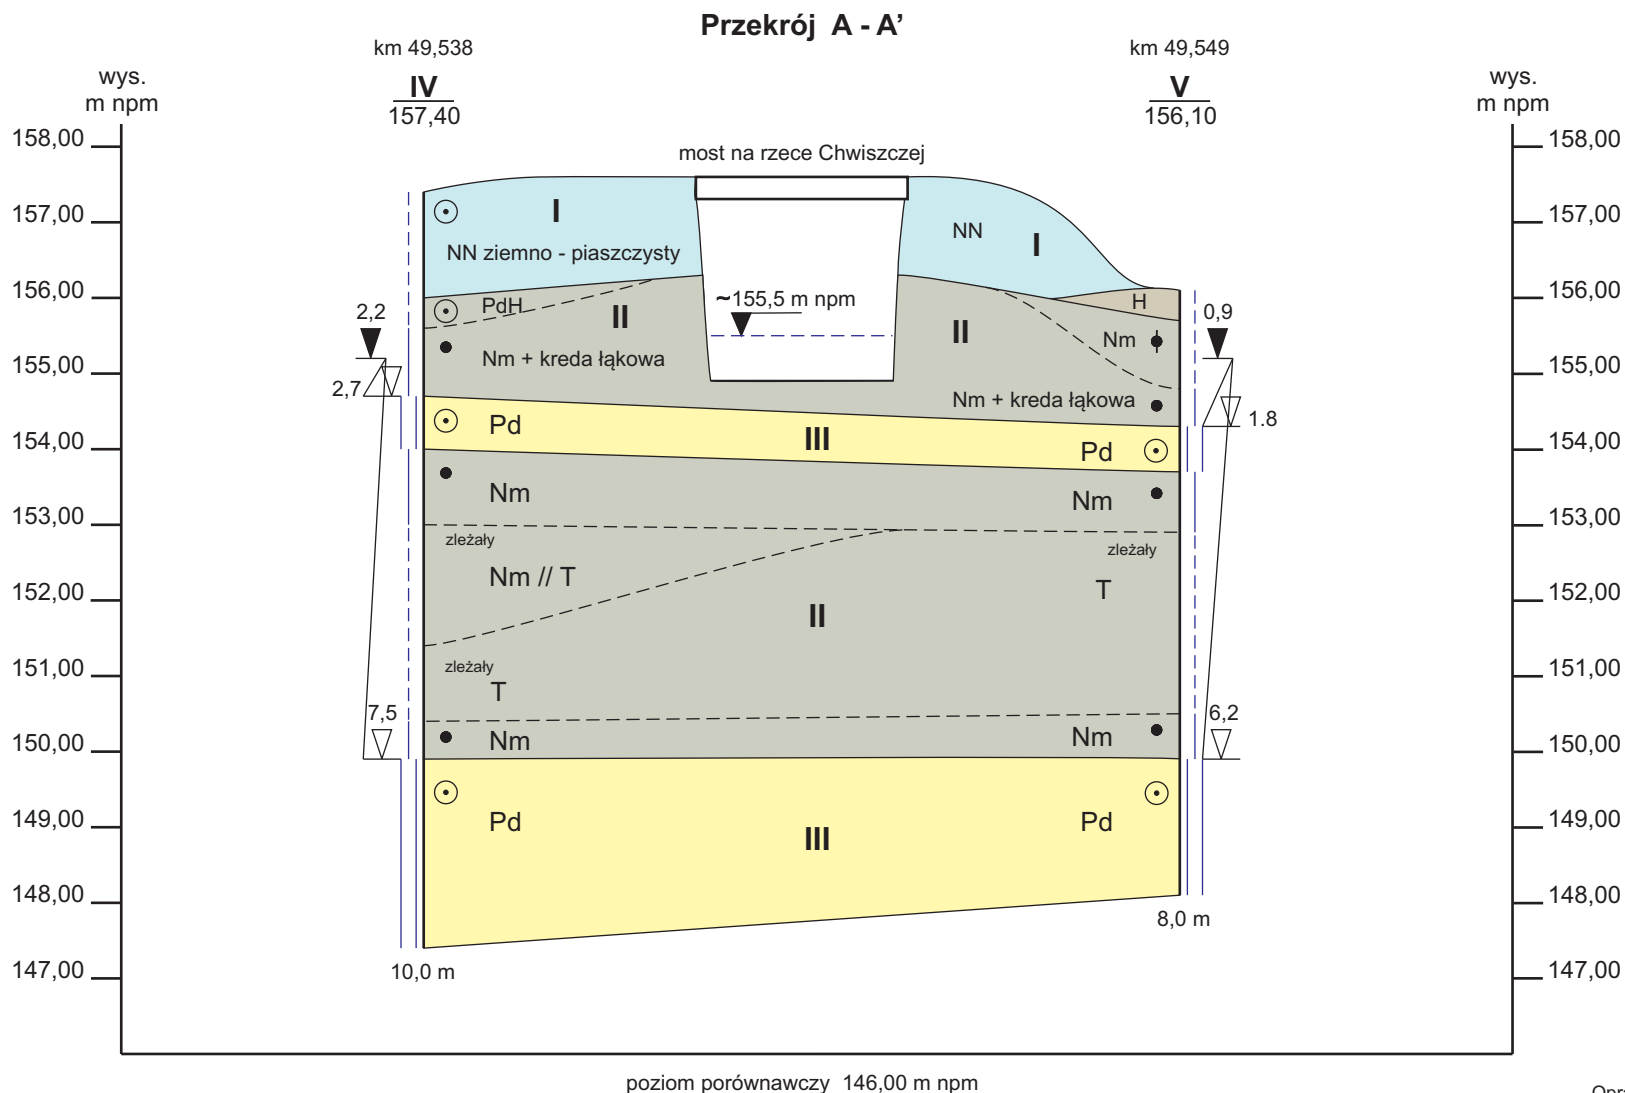 Przekrój A - A’
km 49,538
km 49,549
wys.
m npm
IV
157,40
V
156,10
wys.
m npm
158,00
158,00
most na rzece Chwiszczej
157,00
I
NN
I
157,00
NN ziemno - piaszczysty
156,00
PdH
II
~155,5 m npm
II
H
156,00
2,2
0,9
Nm
155,00
Nm + kreda łąkowa
155,00
2,7
Nm + kreda łąkowa
1.8
154,00
Pd
III
Pd
154,00
Nm
Nm
153,00
153,00
zleżały
zleżały
Nm // T
T
152,00
II
152,00
151,00
zleżały
151,00
T
7,5
6,2
150,00
Nm
Nm
150,00
149,00
Pd
III
Pd
149,00
148,00
148,00
8,0 m
147,00
10,0 m
147,00
poziom porównawczy 146,00 m npm